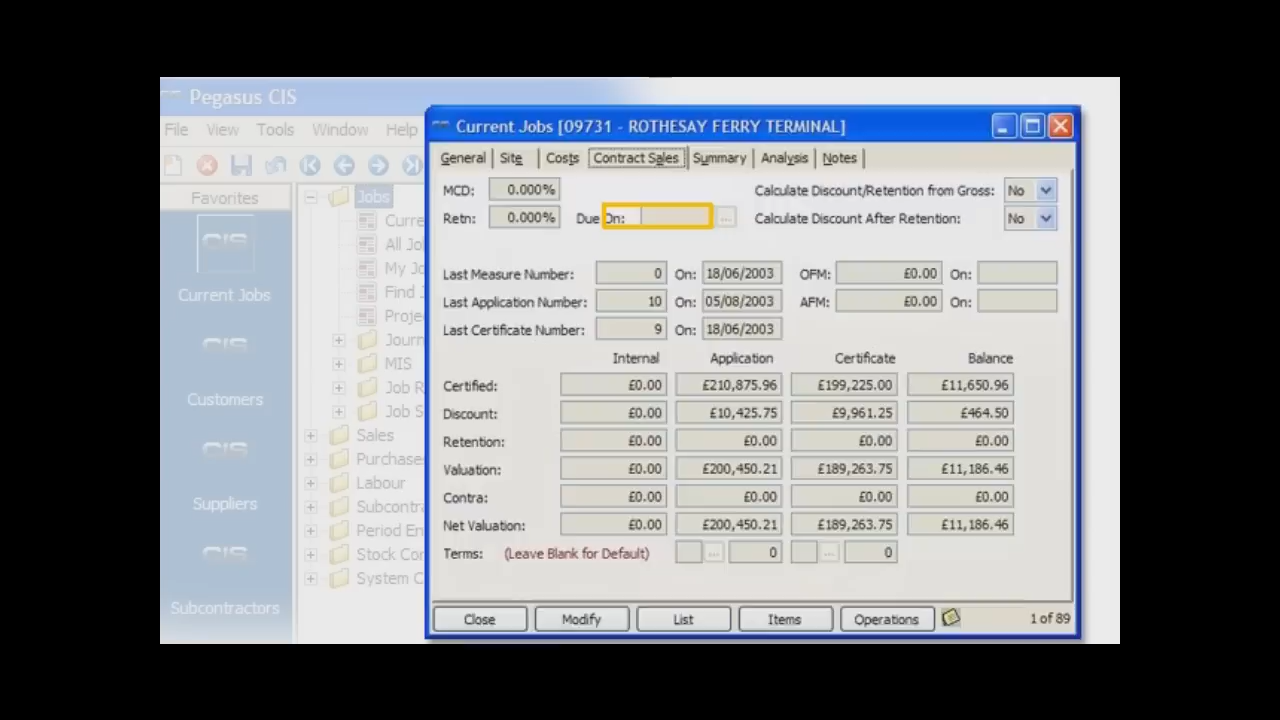 Pegasus CIS
File View Tools Window Help
Favorites
CIS
Current Jobs
CIS
Customers
CIS
Suppliers
CIS
Subcontractors
Jobs
Curre
All Jo
My J
Find J
Proje
Journ
MIS
Job R
Job S
Sales
Purchase
Labour
Subcontra
Period En
Stock Con
System C
Current Jobs [09731 - ROTHESAY FERRY TERMINAL]
General Site Costs Contract Sales Summary Analysis Notes
MCD: 0.000% Calculate Discount/Retention from Gross: No
Retn: 0.000% Due On: ... Calculate Discount After Retention: No
Last Measure Number: 0 On: 18/06/2003 OFM: £0.00 On:
Last Application Number: 10 On: 05/08/2003 AFM: £0.00 On:
Last Certificate Number: 9 On: 18/06/2003
Internal Application Certificate Balance
Certified: £0.00 £210,875.96 £199,225.00 £11,650.96
Discount: £0.00 £10,425.75 £9,961.25 £464.50
Retention: £0.00 £0.00 £0.00 £0.00
Valuation: £0.00 £200,450.21 £189,263.75 £11,186.46
Contra: £0.00 £0.00 £0.00 £0.00
Net Valuation: £0.00 £200,450.21 £189,263.75 £11,186.46
Terms: (Leave Blank for Default) ... 0 ... 0
Close Modify List Items Operations 1 of 89